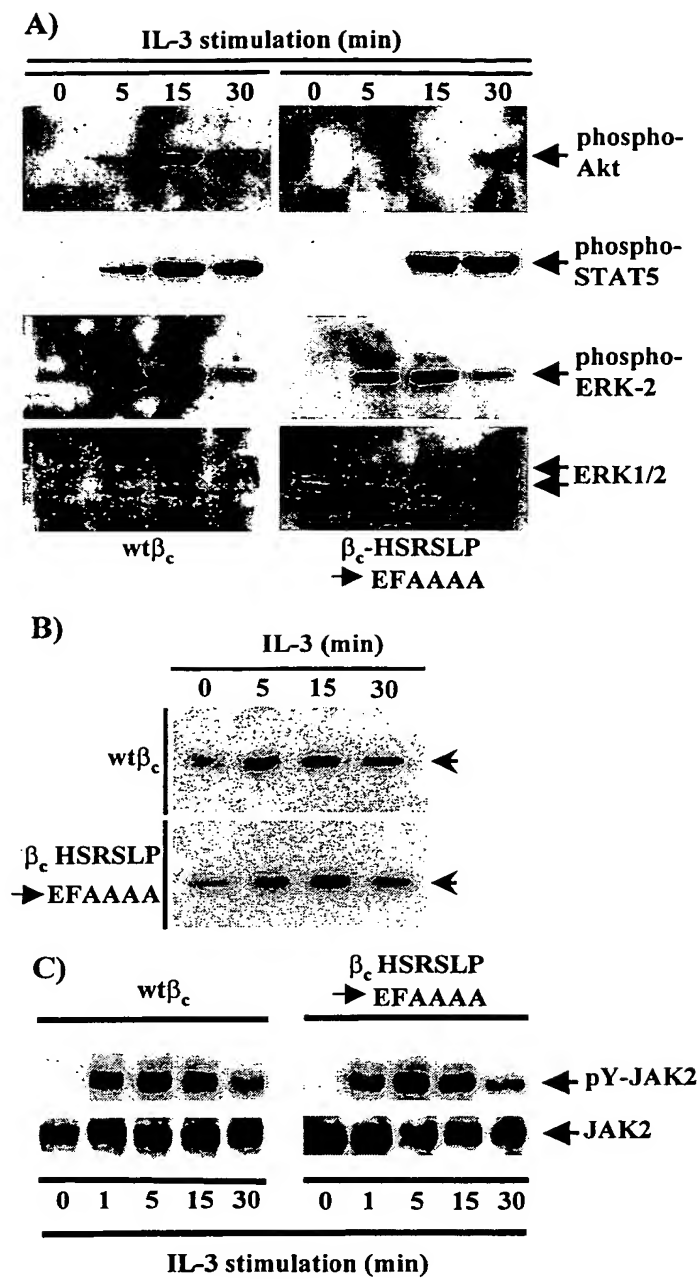 A)
IL-3 stimulation (min)
0 5 15 30 0 5 15 30
phospho-
Akt
phospho-
STAT5
phospho-
ERK-2
ERK1/2
wtβc
βc-HSRSLP
→ EFAAAA
B)
IL-3 (min)
0 5 15 30
wtβc
βc HSRSLP
→ EFAAAA
C)
wtβc
βc HSRSLP
→ EFAAAA
pY-JAK2
JAK2
0 1 5 15 30 0 1 5 15 30
IL-3 stimulation (min)